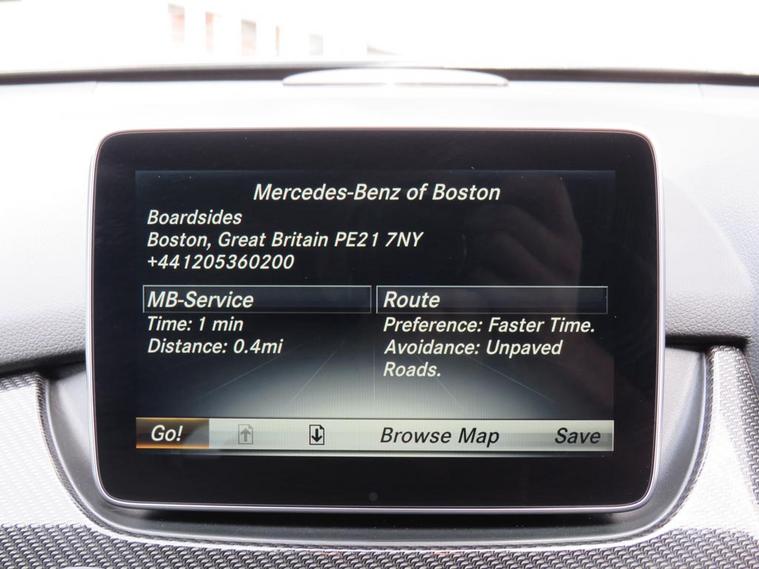 Mercedes-Benz of Boston
Boardsides
Boston, Great Britain PE21 7NY
+441205360200
MB-Service
Time: 1 min
Distance: 0.4mi
Route
Preference: Faster Time.
Avoidance: Unpaved
Roads.
Go! Browse Map Save